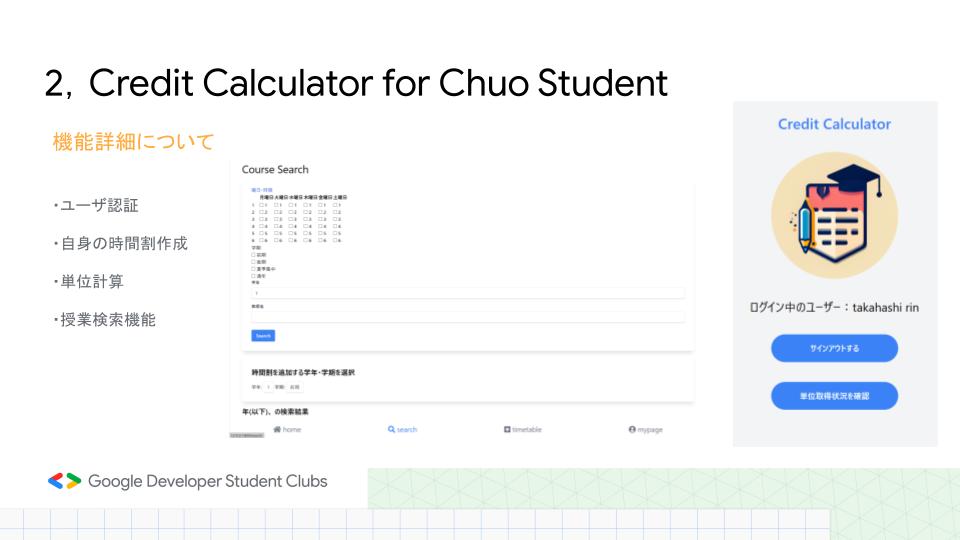 2, Credit Calculator for Chuo Student
機能詳細について
・ユーザ認証
・自身の時間割作成
・単位計算
・授業検索機能
Course Search
曜日・時限
月曜日 火曜日 水曜日 木曜日 金曜日 土曜日
1 1 1 1 1 1 1
2 2 2 2 2 2 2
3 3 3 3 3 3 3
4 4 4 4 4 4 4
5 5 5 5 5 5 5
6 6 6 6 6 6 6
学期
前期
後期
夏季集中
通年
学年
1
教員名
Search
時間割を追加する学年・学期を選択
学年: 1 学期: 前期
年(以下)、の検索結果
home search timetable mypage
Credit Calculator
ログイン中のユーザー：takahashi rin
サインアウトする
単位取得状況を確認
Google Developer Student Clubs